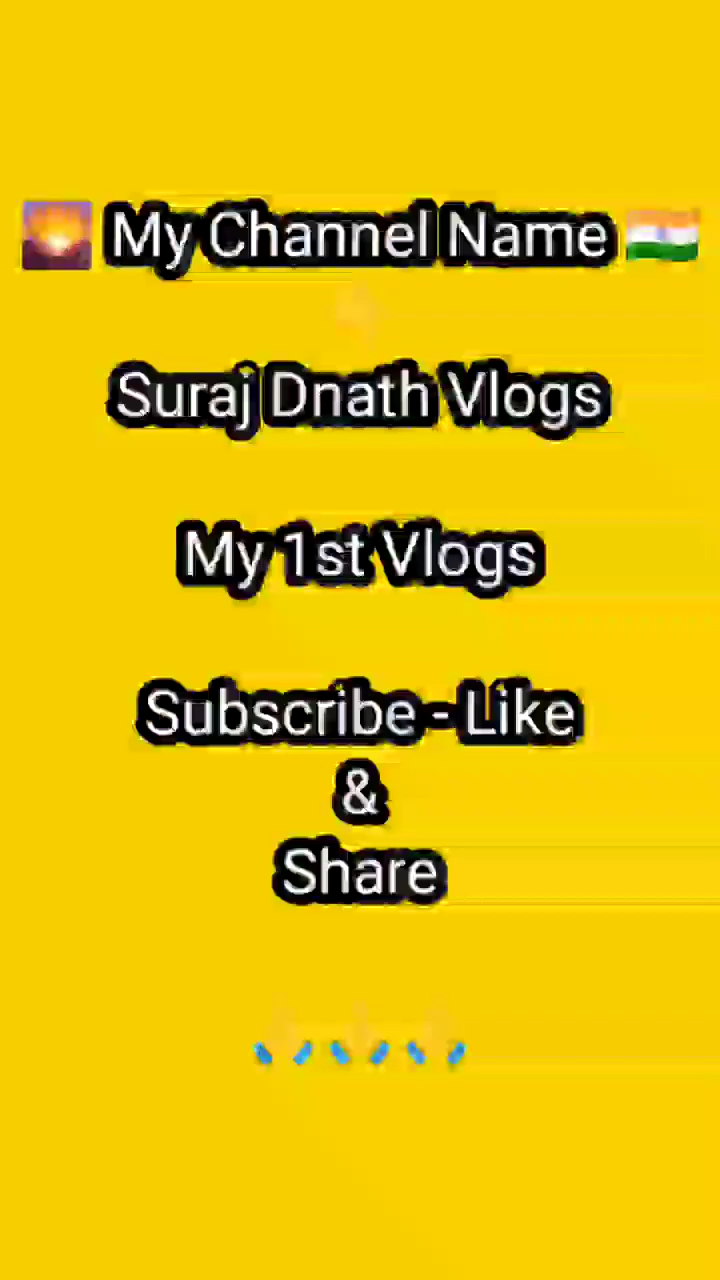 🌅 My Channel Name 🇮🇳
👇
Suraj Dnath Vlogs
My 1st Vlogs
Subscribe - Like
&
Share
🙏🙏🙏